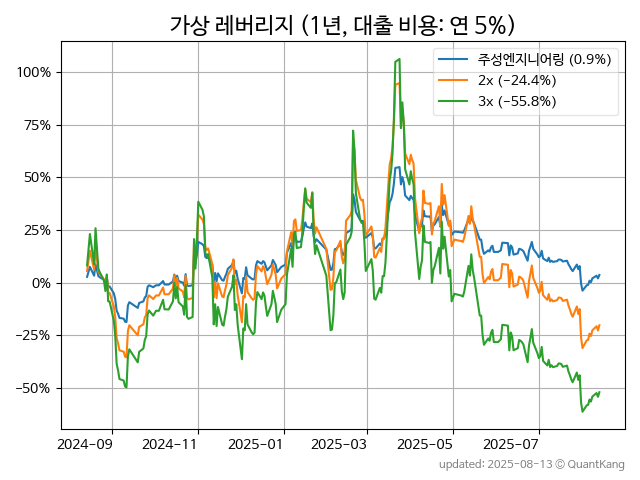 가상 레버리지 (1년, 대출 비용: 연 5%)
주성엔지니어링 (0.9%)
2x (−24.4%)
3x (−55.8%)
100%
75%
50%
25%
0%
−25%
−50%
2024-09
2024-11
2025-01
2025-03
2025-05
2025-07
updated: 2025-08-13 ⓒ QuantKang